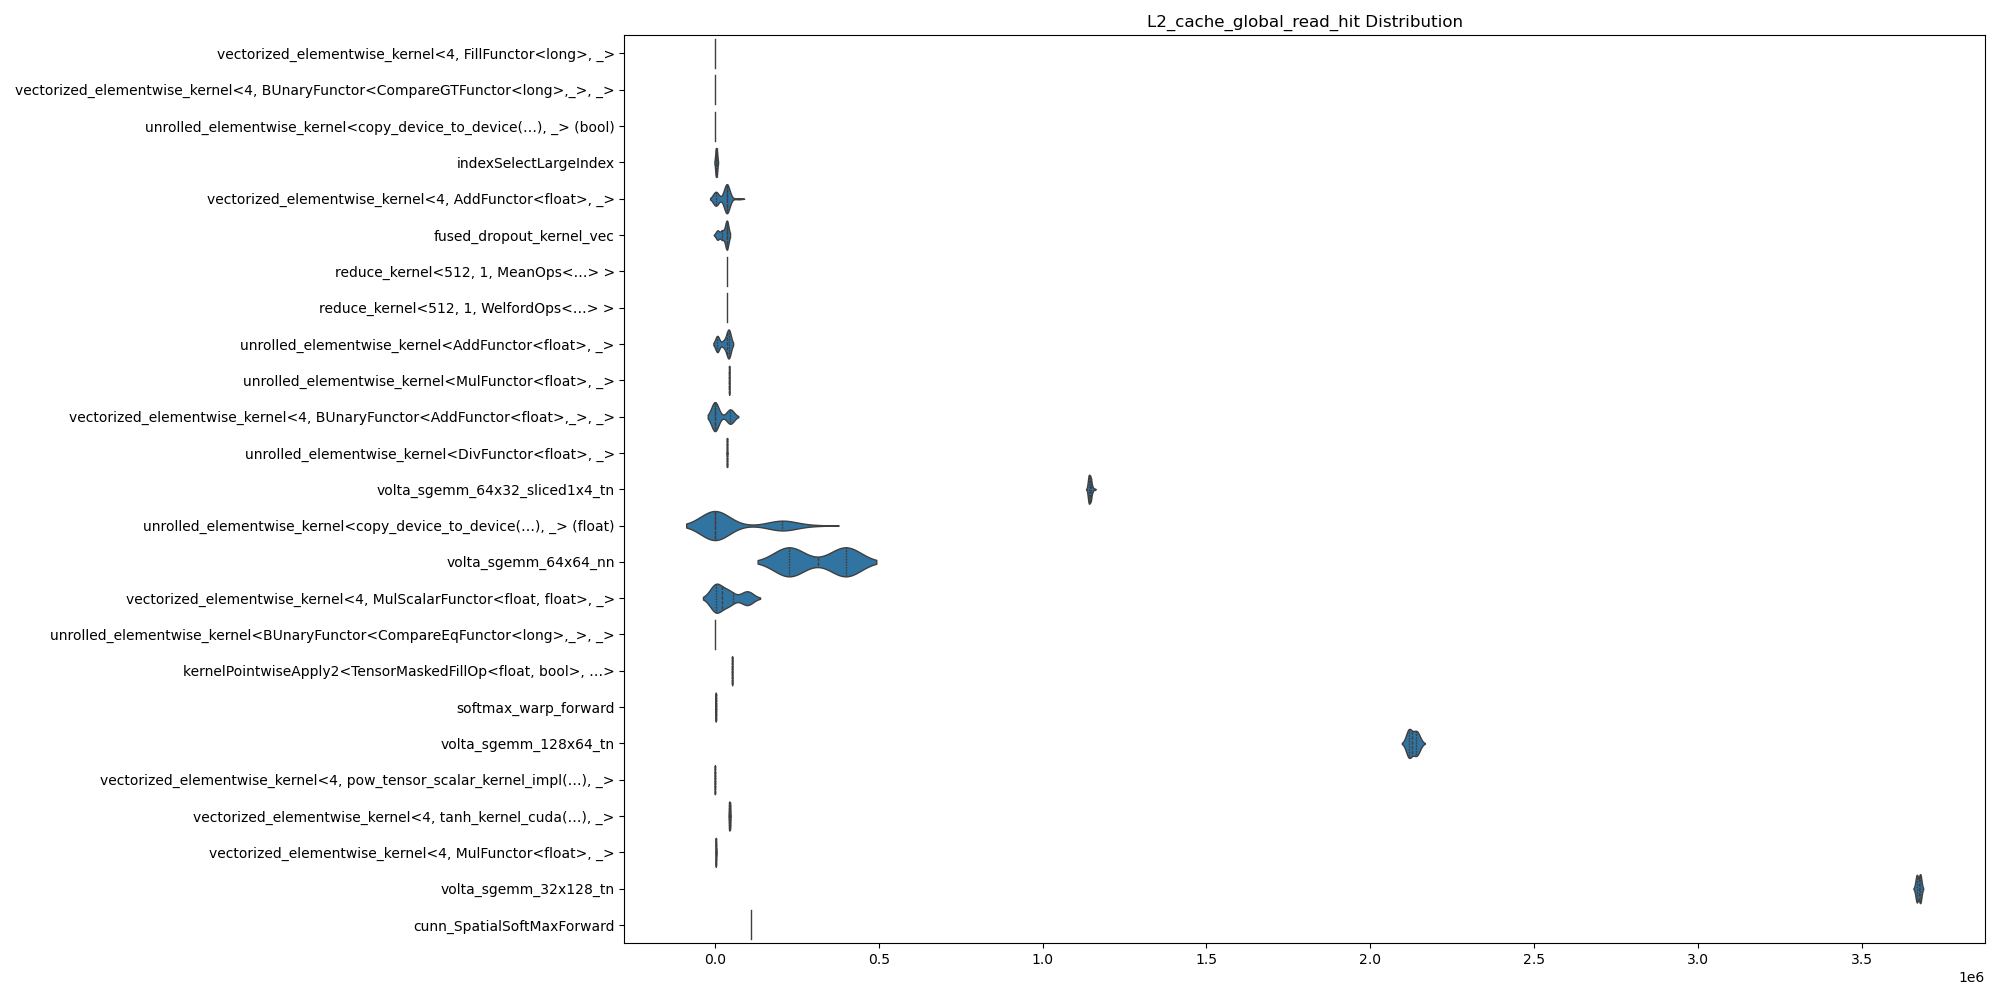 L2_cache_global_read_hit Distribution
vectorized_elementwise_kernel<4, FillFunctor<long>, _>
vectorized_elementwise_kernel<4, BUnaryFunctor<CompareGTFunctor<long>,_>, _>
unrolled_elementwise_kernel<copy_device_to_device(...), _> (bool)
indexSelectLargeIndex
vectorized_elementwise_kernel<4, AddFunctor<float>, _>
fused_dropout_kernel_vec
reduce_kernel<512, 1, MeanOps<...> >
reduce_kernel<512, 1, WelfordOps<...> >
unrolled_elementwise_kernel<AddFunctor<float>, _>
unrolled_elementwise_kernel<MulFunctor<float>, _>
vectorized_elementwise_kernel<4, BUnaryFunctor<AddFunctor<float>,_>, _>
unrolled_elementwise_kernel<DivFunctor<float>, _>
volta_sgemm_64x32_sliced1x4_tn
unrolled_elementwise_kernel<copy_device_to_device(...), _> (float)
volta_sgemm_64x64_nn
vectorized_elementwise_kernel<4, MulScalarFunctor<float, float>, _>
unrolled_elementwise_kernel<BUnaryFunctor<CompareEqFunctor<long>,_>, _>
kernelPointwiseApply2<TensorMaskedFillOp<float, bool>, ...>
softmax_warp_forward
volta_sgemm_128x64_tn
vectorized_elementwise_kernel<4, pow_tensor_scalar_kernel_impl(...), _>
vectorized_elementwise_kernel<4, tanh_kernel_cuda(...), _>
vectorized_elementwise_kernel<4, MulFunctor<float>, _>
volta_sgemm_32x128_tn
cunn_SpatialSoftMaxForward
0.0 0.5 1.0 1.5 2.0 2.5 3.0 3.5
1e6